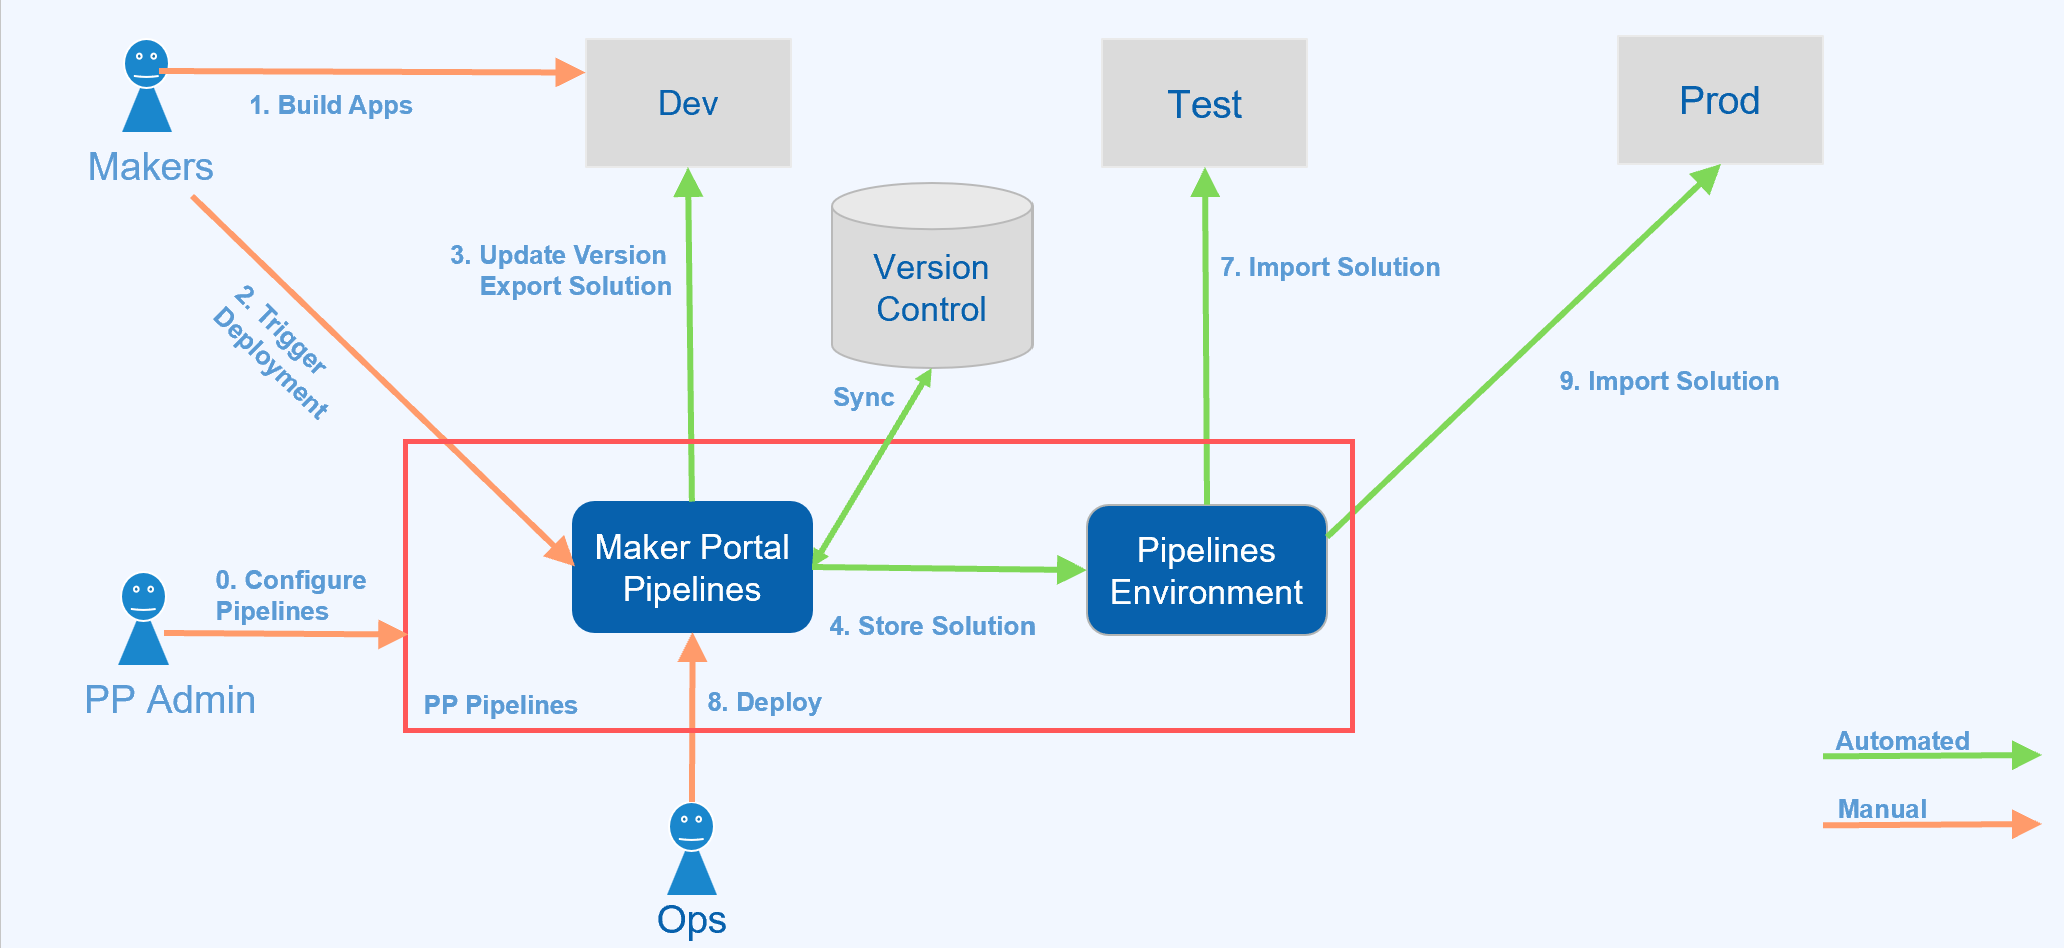 Dev
Test
Prod
1. Build Apps
Makers
3. Update Version
Export Solution
Version
Control
7. Import Solution
2. Trigger
Deployment
Sync
9. Import Solution
Maker Portal
Pipelines
Pipelines
Environment
0. Configure
Pipelines
4. Store Solution
PP Admin
PP Pipelines
8. Deploy
Automated
Manual
Ops